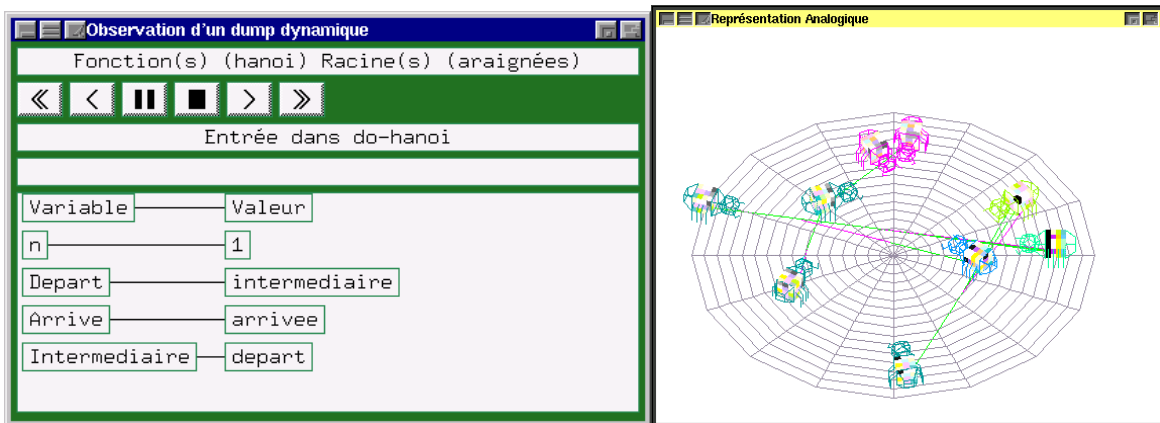 Observation d'un dump dynamique
Fonction(s) (hanoi) Racine(s) (araignées)
Entrée dans do-hanoi
Variable Valeur
n 1
Depart intermediaire
Arrive arrivee
Intermediaire depart
Représentation Analogique